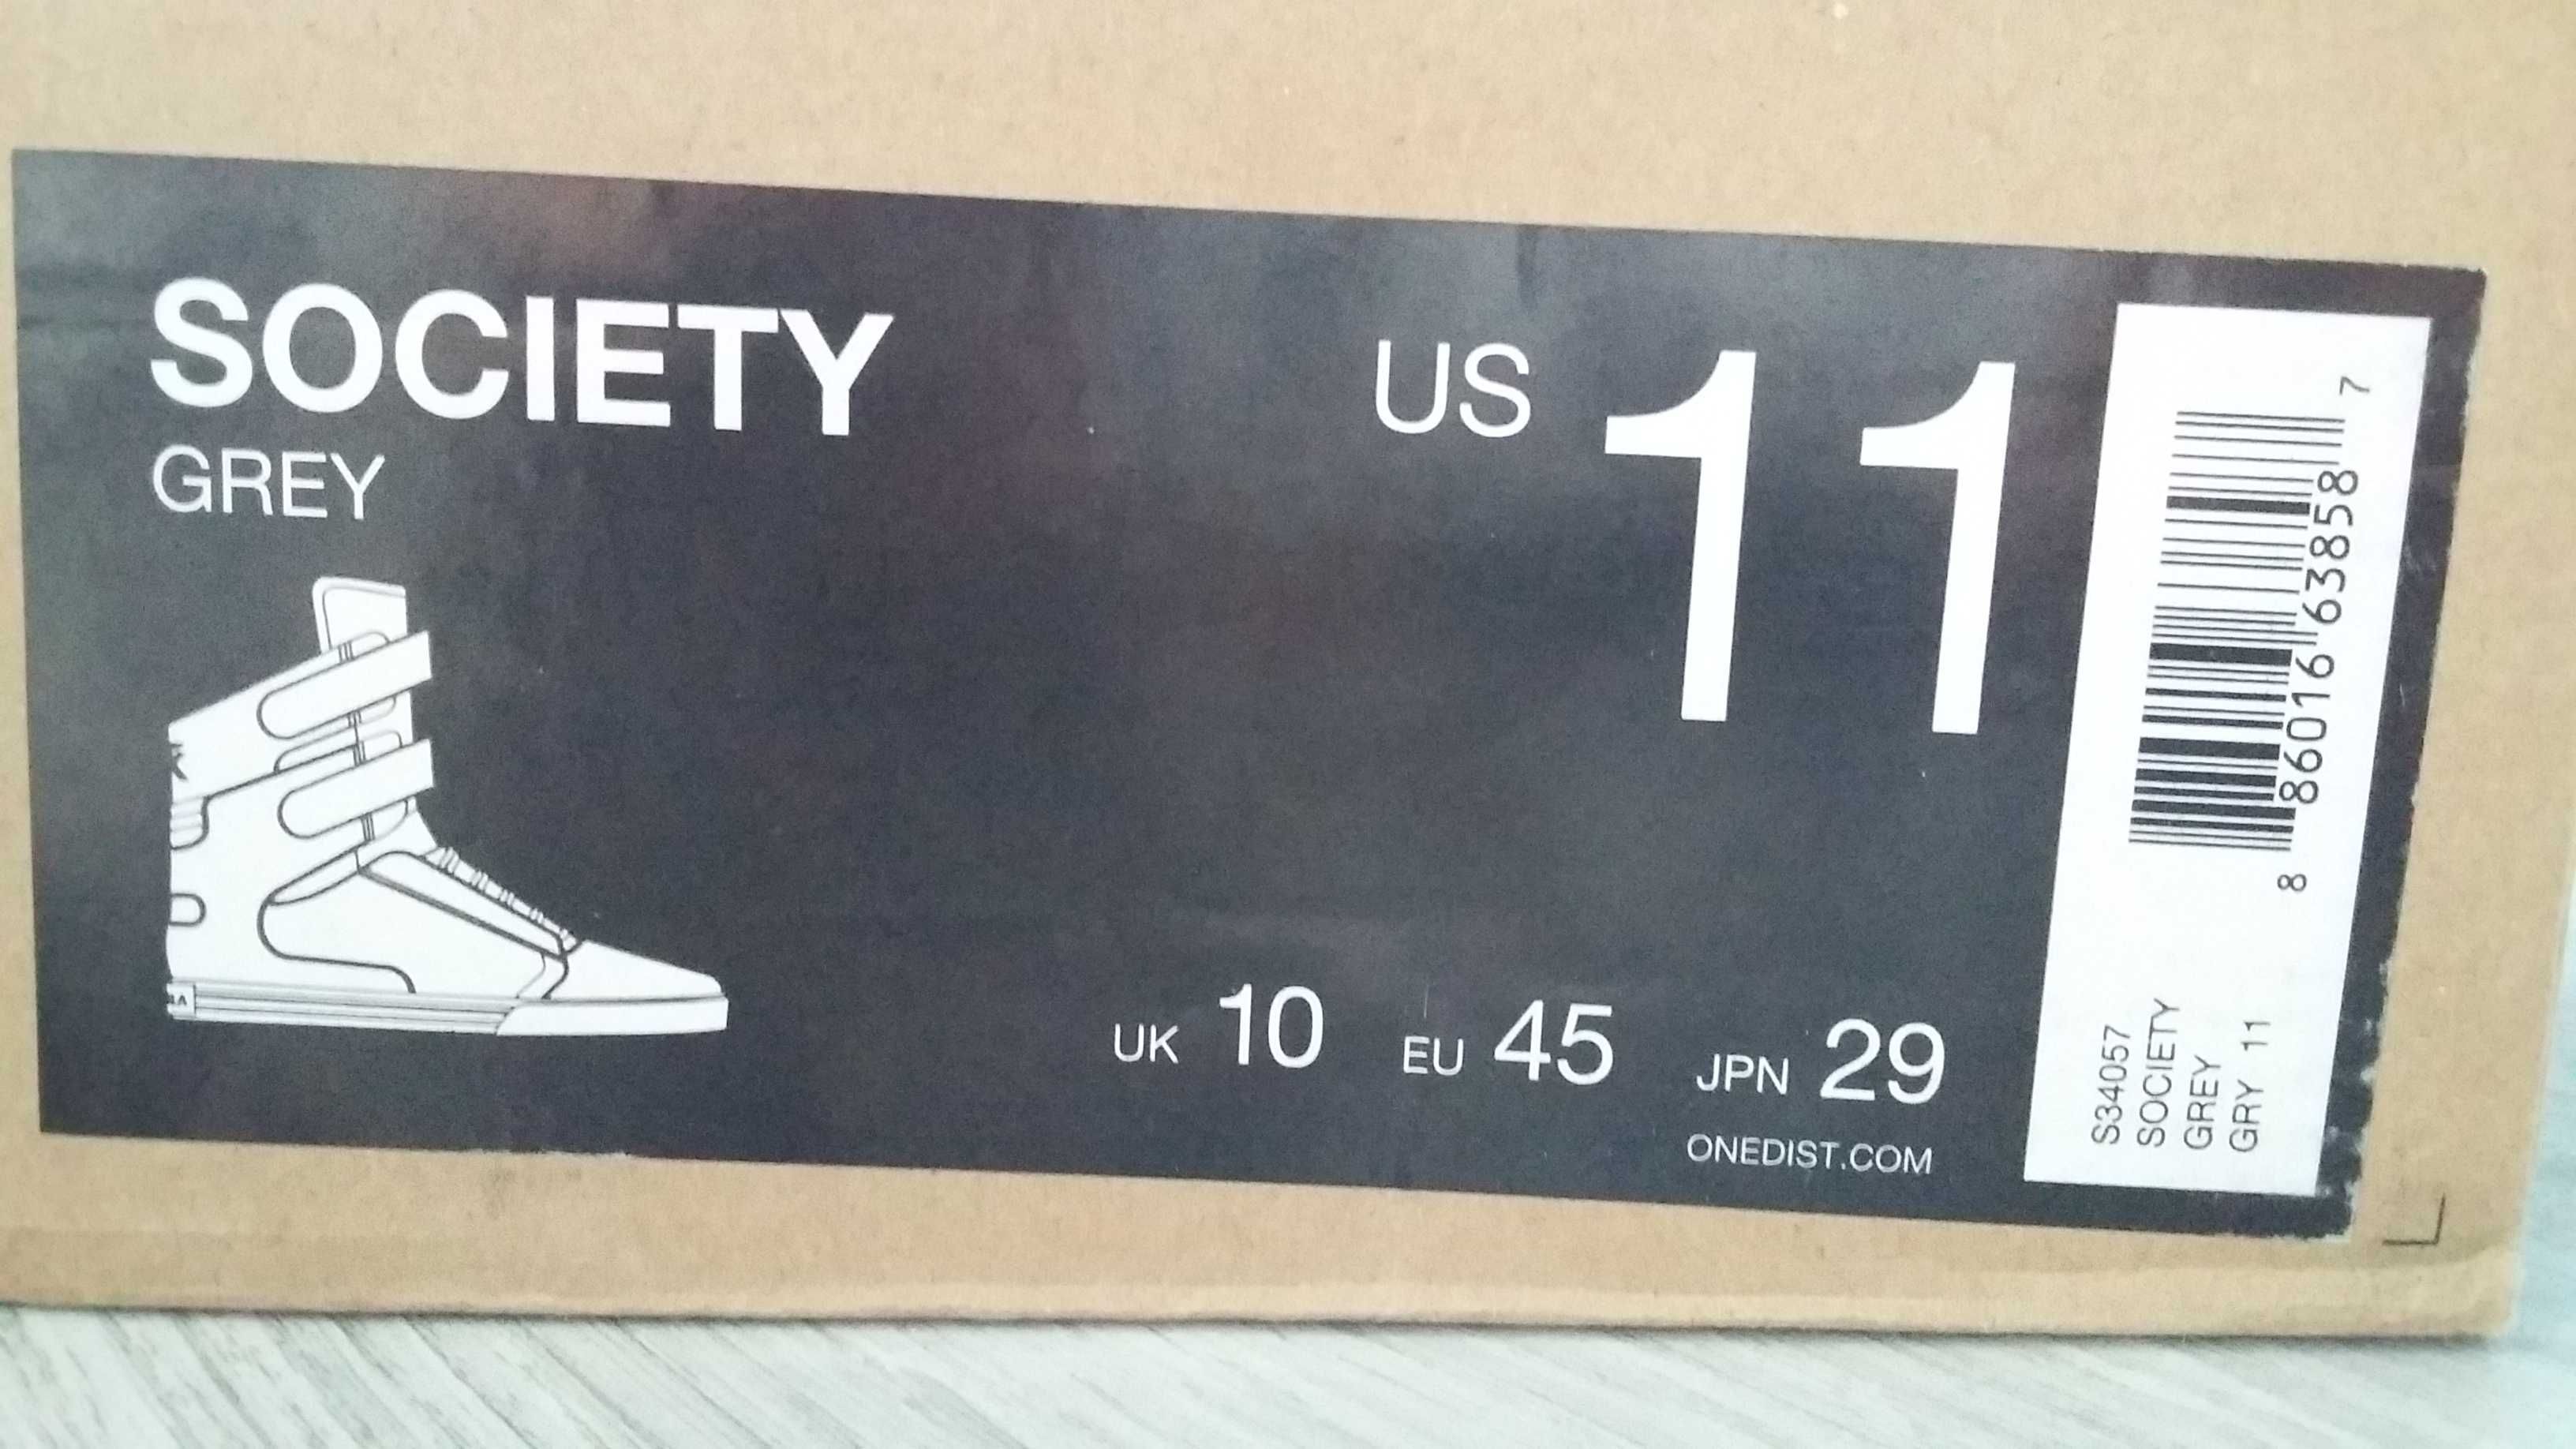 SOCIETY
GREY
US 11
UK 10 EU 45 JPN 29
ONEDIST.COM
8 86016 63858 7
S34057
SOCIETY
GREY
GRY 11